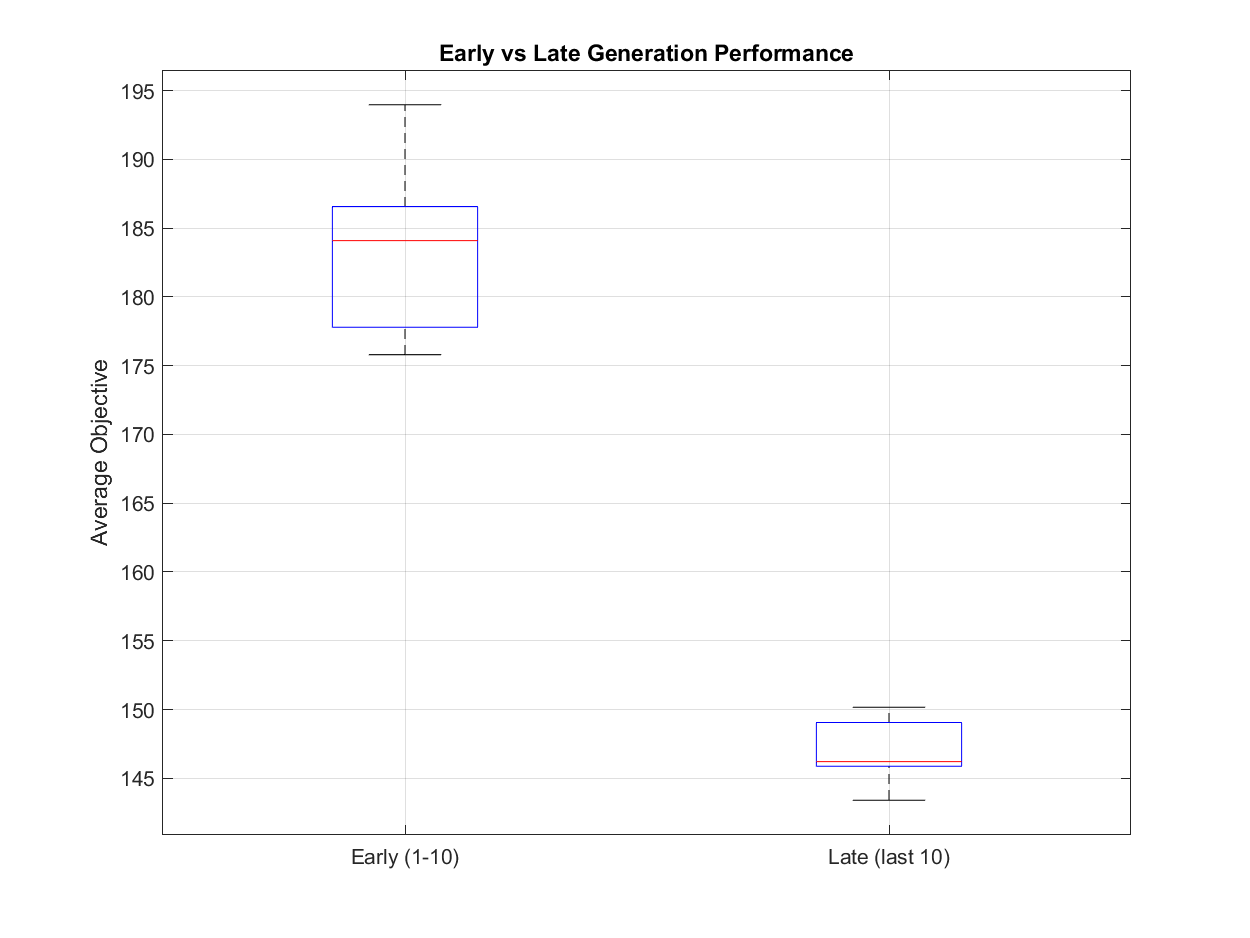 Early vs Late Generation Performance
195
190
185
180
175
170
165
160
155
150
145
Average Objective
Early (1-10)
Late (last 10)